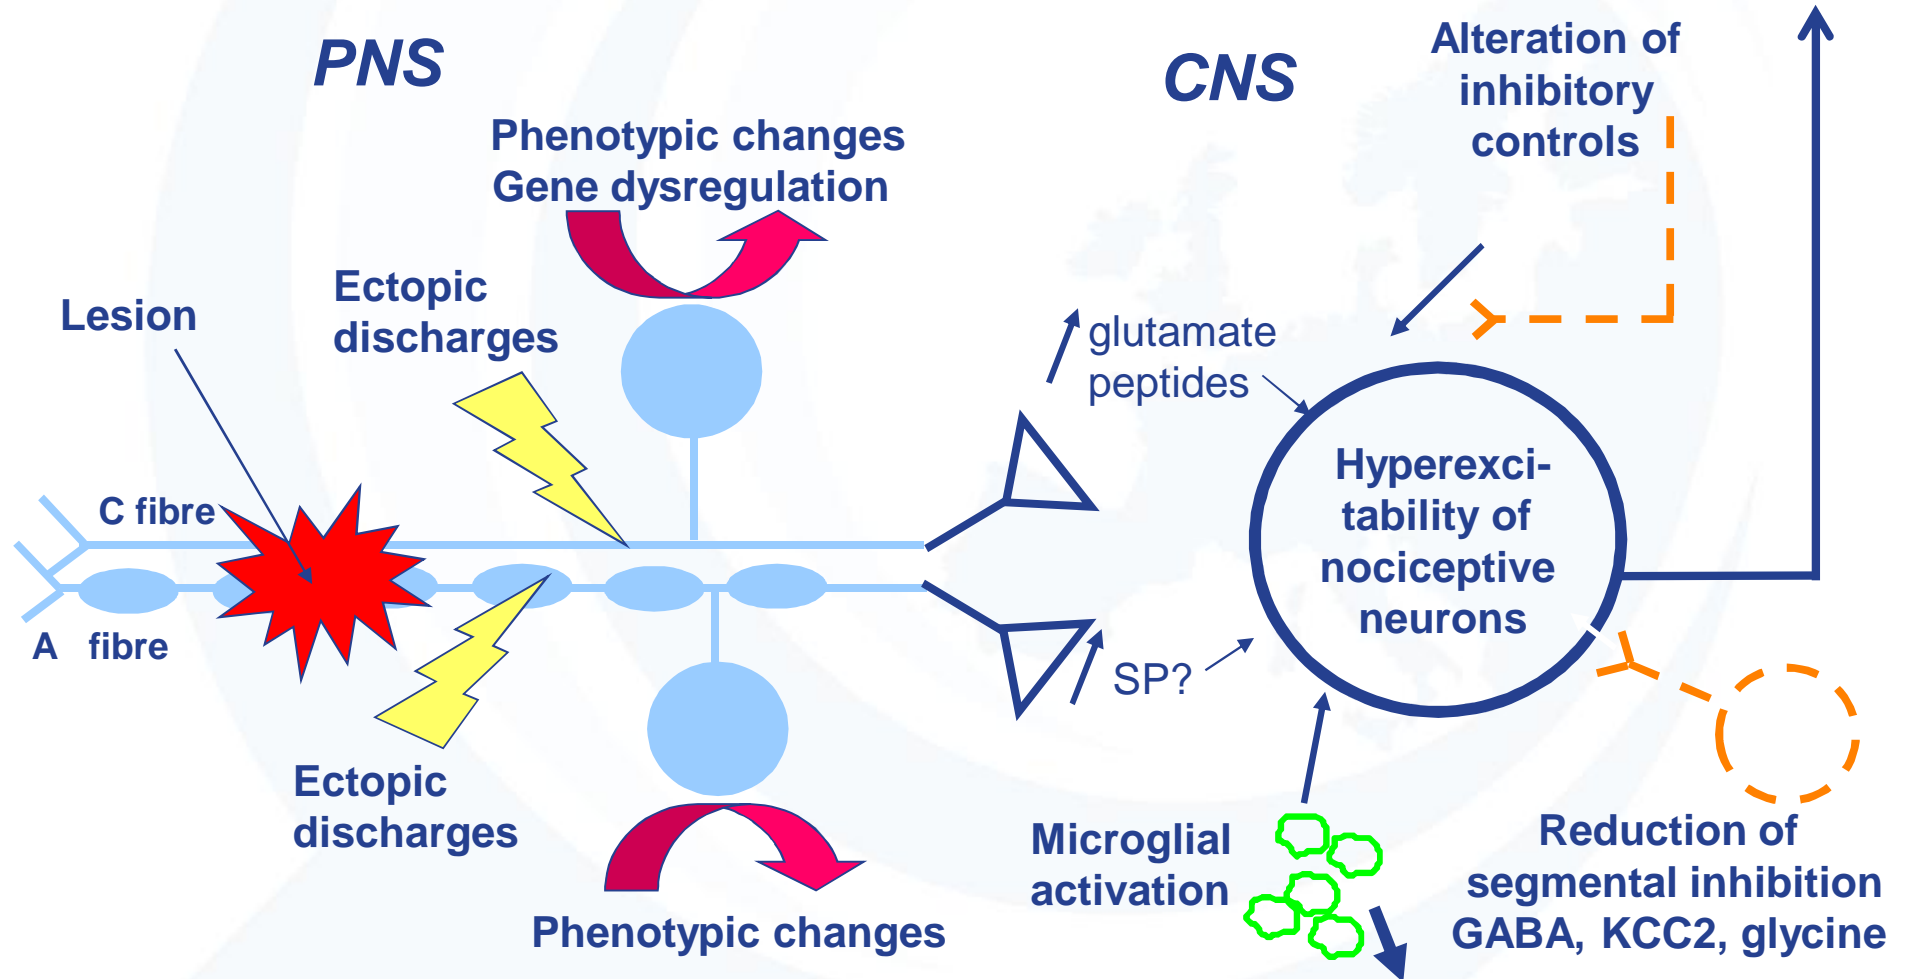 PNS
CNS
Alteration of
inhibitory
controls
Phenotypic changes
Gene dysregulation
Ectopic
discharges
Lesion
glutamate
peptides
C fibre
Hyperexci-
tability of
nociceptive
neurons
A fibre
SP?
Ectopic
discharges
Microglial
activation
Reduction of
segmental inhibition
GABA, KCC2, glycine
Phenotypic changes